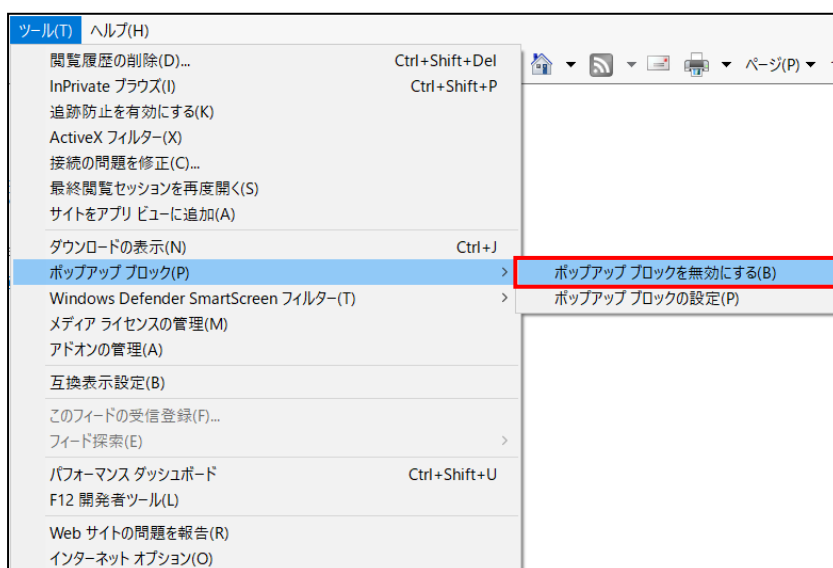 ツール(T) ヘルプ(H)
閲覧履歴の削除(D)... Ctrl+Shift+Del
InPrivate ブラウズ(I) Ctrl+Shift+P
ページ(P)
追跡防止を有効にする(K)
ActiveX フィルター(X)
接続の問題を修正(C)...
最終閲覧セッションを再度開く(S)
サイトをアプリ ビューに追加(A)
ダウンロードの表示(N) Ctrl+J
ポップアップ ブロック(P) >
ポップアップ ブロックを無効にする(B)
Windows Defender SmartScreen フィルター(T) >
ポップアップ ブロックの設定(P)
メディア ライセンスの管理(M)
アドオンの管理(A)
互換表示設定(B)
このフィードの受信登録(F)...
フィード探索(E) >
パフォーマンス ダッシュボード Ctrl+Shift+U
F12 開発者ツール(L)
Web サイトの問題を報告(R)
インターネット オプション(O)